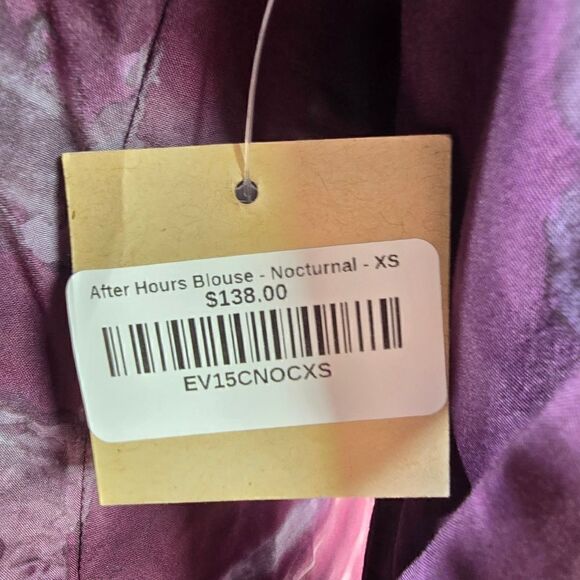 After Hours Blouse - Nocturnal - XS
$138.00
EV15CNOCXS